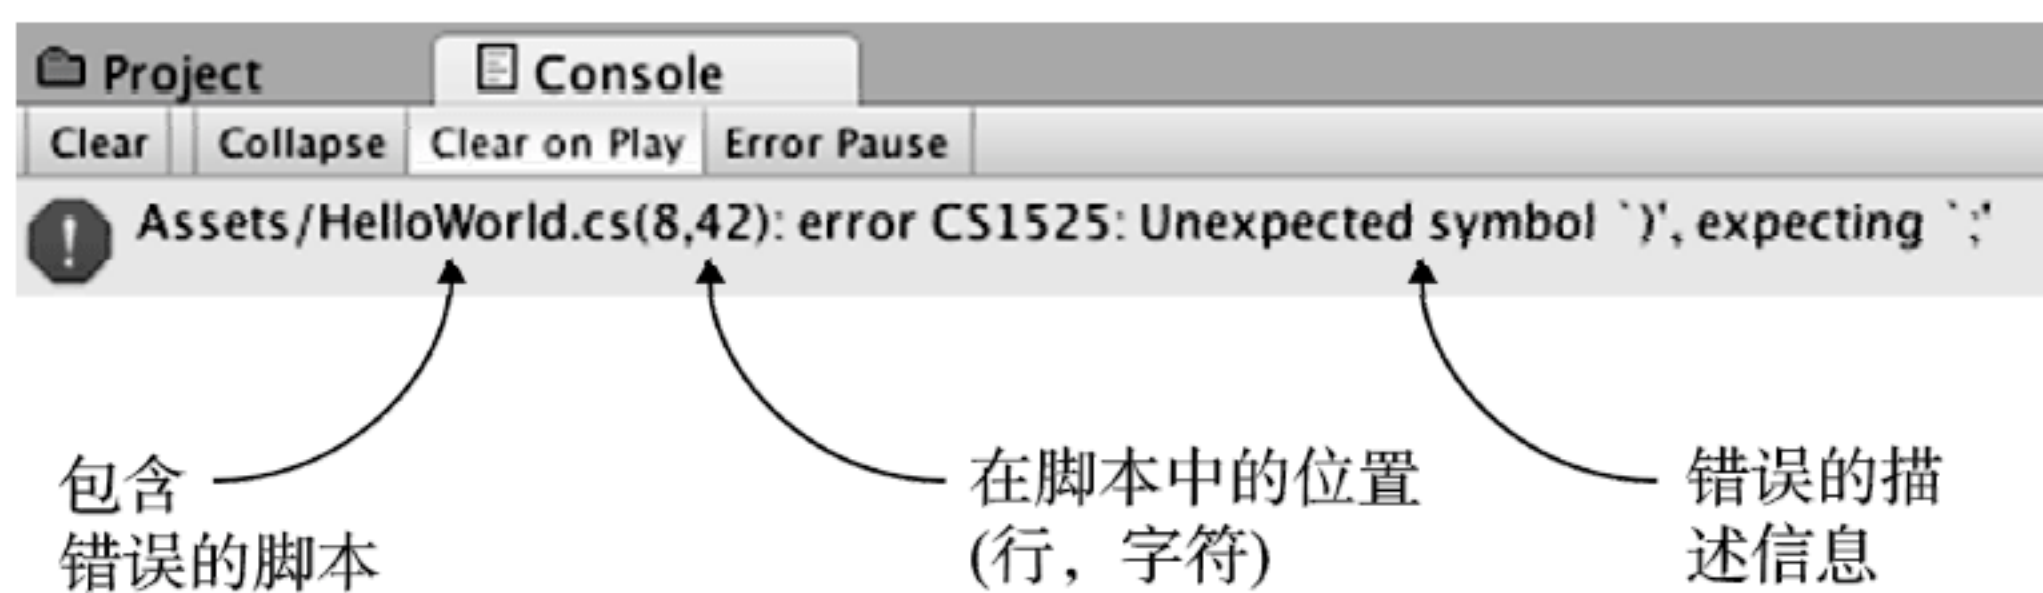 Project Console
Clear Collapse Clear on Play Error Pause
Assets/HelloWorld.cs(8,42): error CS1525: Unexpected symbol `)', expecting `;'
包含
错误的脚本
在脚本中的位置
(行，字符)
错误的描
述信息